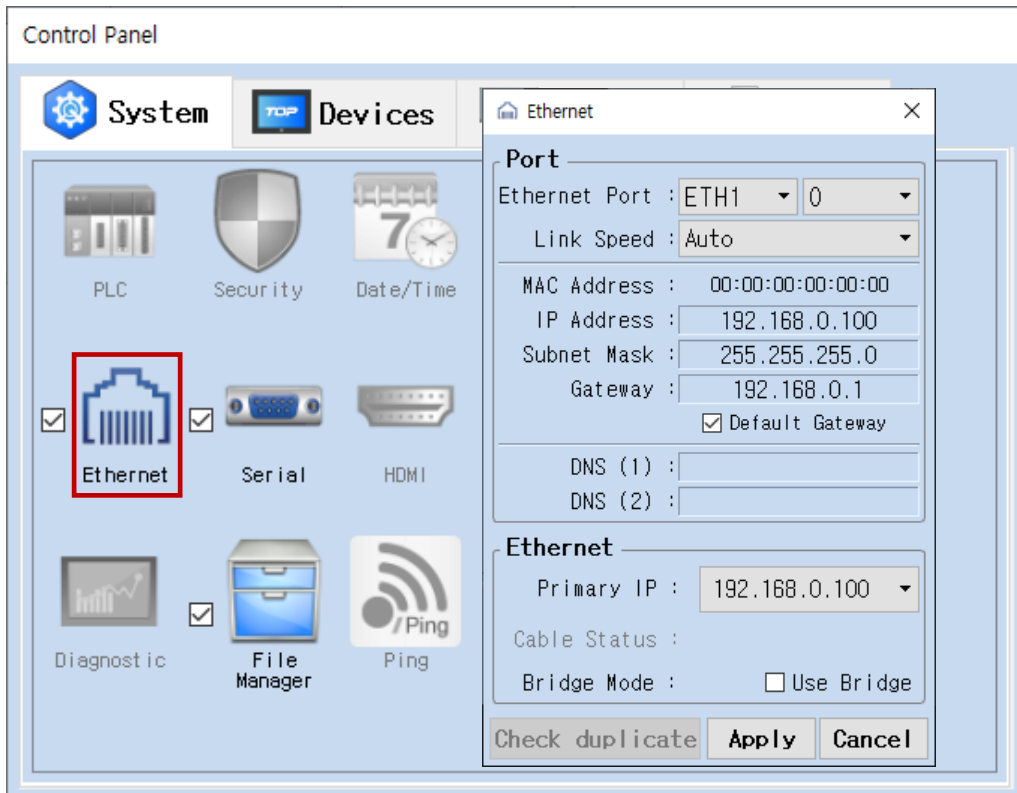 Control Panel
System
TOP
Devices
PLC
Security
7
Date/Time
Ethernet
Serial
HDMI
Diagnostic
File
Manager
/Ping
Ping
Ethernet
Port
Ethernet Port : ETH1 0
Link Speed : Auto
MAC Address : 00:00:00:00:00:00
IP Address : 192.168.0.100
Subnet Mask : 255.255.255.0
Gateway : 192.168.0.1
Default Gateway
DNS (1) :
DNS (2) :
Ethernet
Primary IP : 192.168.0.100
Cable Status :
Bridge Mode : Use Bridge
Check duplicate Apply Cancel